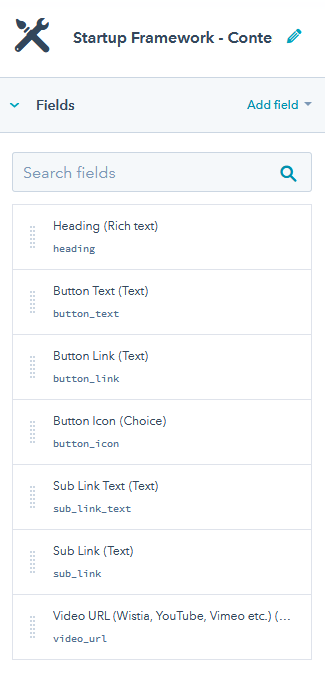 Startup Framework - Conte
Fields
Add field
Search fields
Heading (Rich text)
heading
Button Text (Text)
button_text
Button Link (Text)
button_link
Button Icon (Choice)
button_icon
Sub Link Text (Text)
sub_link_text
Sub Link (Text)
sub_link
Video URL (Wistia, YouTube, Vimeo etc.) (...
video_url